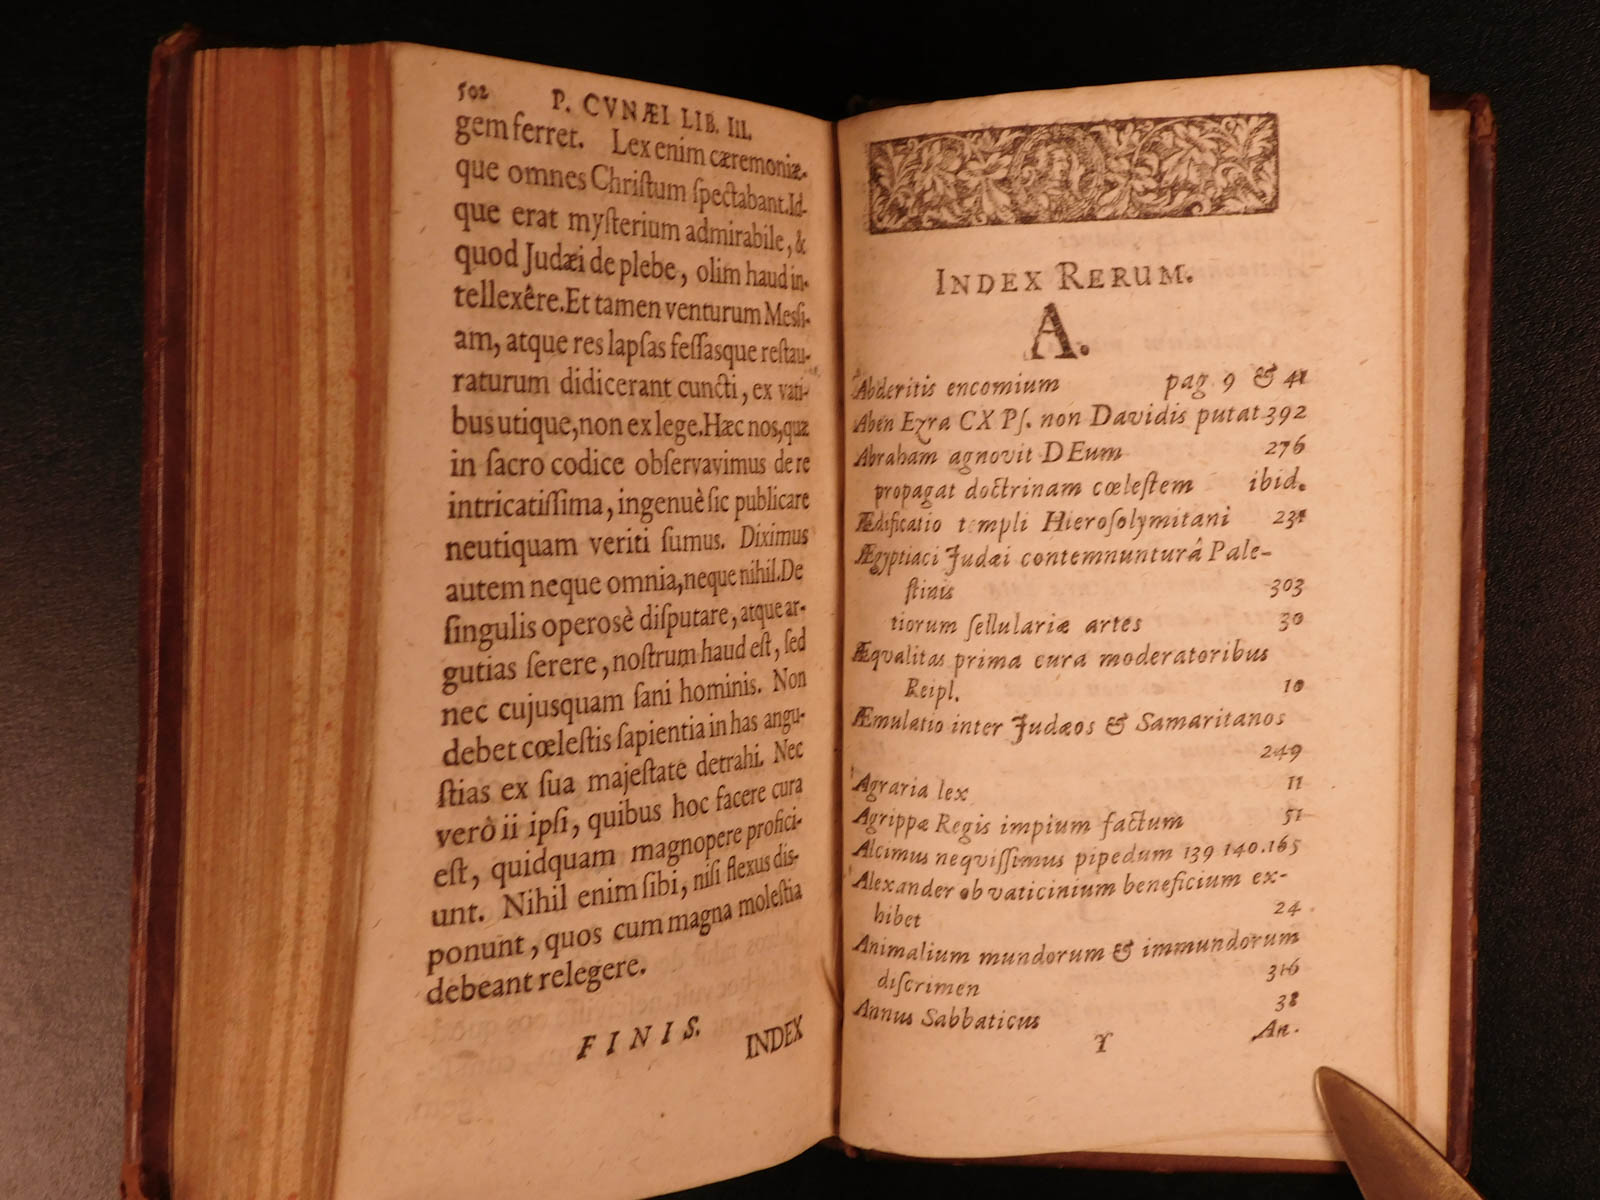 502 P. CVNÆI LIB. III.
gem ferret. Lex enim cæremoniæ-
que omnes Chriſtum ſpectabant. Id-
que erat myſterium admirabile, &
quod Judæi de plebe, olim haud in-
tellexêre. Et tamen venturum Meſſi-
am, atque res lapſas feſſasque reſtau-
raturum didicerant cuncti, ex vati-
bus utique, non ex lege. Hæc nos, quæ
in ſacro codice obſervavimus de re
intricatiſſima, ingenuè ſic publicare
neutiquam veriti ſumus. Diximus
autem neque omnia, neque nihil. De
ſingulis operosè diſputare, atque ar-
gutias ſerere, noſtrum haud eſt, ſed
nec cujusquam ſani hominis. Non
debet cœleſtis ſapientia in has angu-
ſtias ex ſua majeſtate detrahi. Nec
verò ii ipſi, quibus hoc facere cura
eſt, quidquam magnopere profici-
unt. Nihil enim ſibi, niſi flexus dis-
ponunt, quos cum magna moleſtia
debeant relegere.
FINIS.
INDEX
INDEX RERUM.
A.
Abderitis encomium pag 9 & 41
Aben Ezra CX Pſ. non Davidis putat 392
Abraham agnovit DEum 276
propagat doctrinam cœleſtem ibid.
Ædificatio templi Hieroſolymitani 231
Ægyptiaci Judæi contemnuntur â Pale-
ſtinis 303
tiorum ſellulariæ artes 30
Æqvalitas prima cura moderatoribus
Reipl. 10
Æmulatio inter Judæos & Samaritanos
249
Agraria lex 11
Agrippæ Regis impium factum 51
Alcimus nequiſſimus pipedum 139 140.165
Alexander ob vaticinium beneficium ex-
hibet 24
Animalium mundorum & immundorum
diſcrimen 316
Annus Sabbaticus 38
Y An.